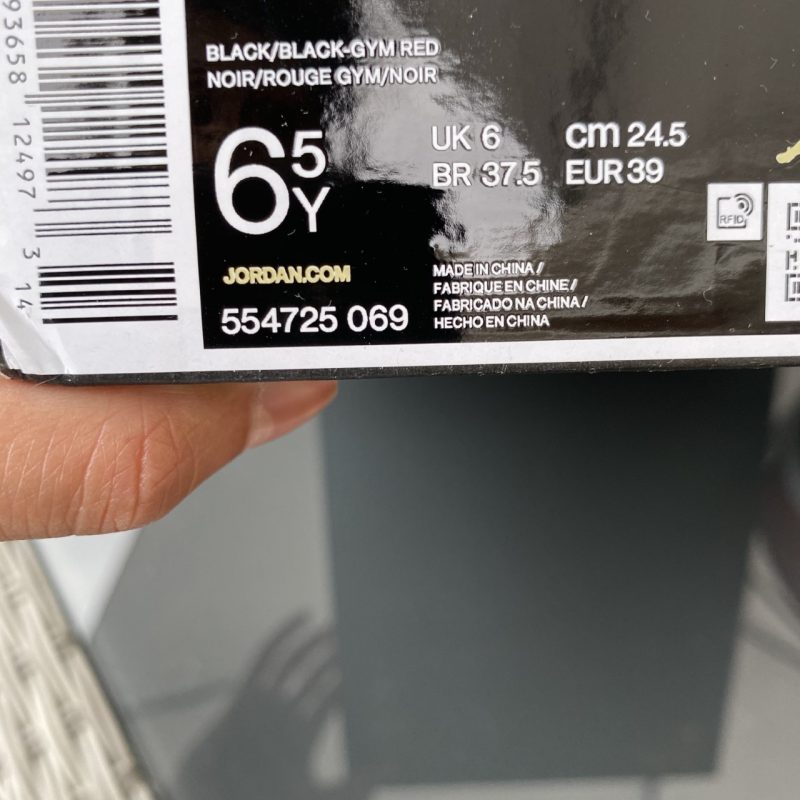 BLACK/BLACK-GYM RED
NOIR/ROUGE GYM/NOIR
6 5 Y
UK 6 cm 24.5
BR 37.5 EUR 39
RFID
JORDAN.COM
554725 069
MADE IN CHINA /
FABRIQUE EN CHINE /
FABRICADO NA CHINA /
HECHO EN CHINA
93658 12497 3 14